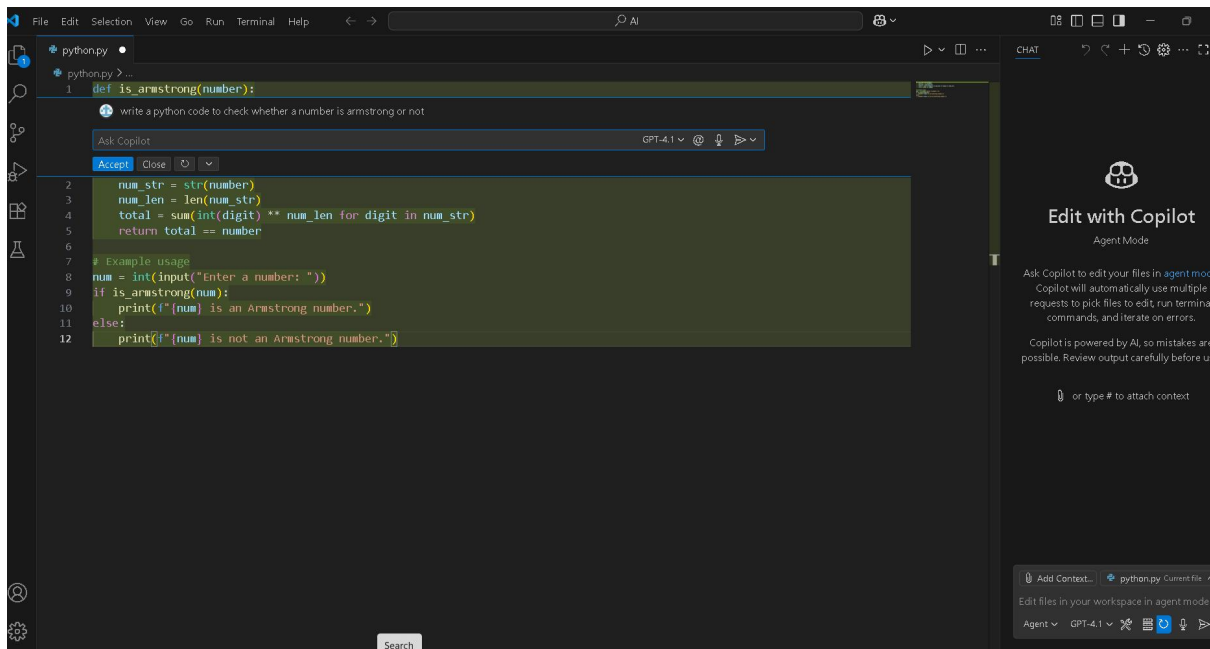 File Edit Selection View Go Run Terminal Help
AI
python.py
python.py > ...
1 def is_armstrong(number):
write a python code to check whether a number is armstrong or not
Ask Copilot GPT-4.1
Accept Close
2 num_str = str(number)
3 num_len = len(num_str)
4 total = sum(int(digit) ** num_len for digit in num_str)
5 return total == number
6
7 # Example usage
8 num = int(input("Enter a number: "))
9 if is_armstrong(num):
10 print(f"{num} is an Armstrong number.")
11 else:
12 print(f"{num} is not an Armstrong number.")
CHAT
Edit with Copilot
Agent Mode
Ask Copilot to edit your files in agent mod
Copilot will automatically use multiple
requests to pick files to edit, run termina
commands, and iterate on errors.
Copilot is powered by AI, so mistakes are
possible. Review output carefully before u
or type # to attach context
Add Context... python.py Current file
Edit files in your workspace in agent mode
Agent GPT-4.1
1
Search